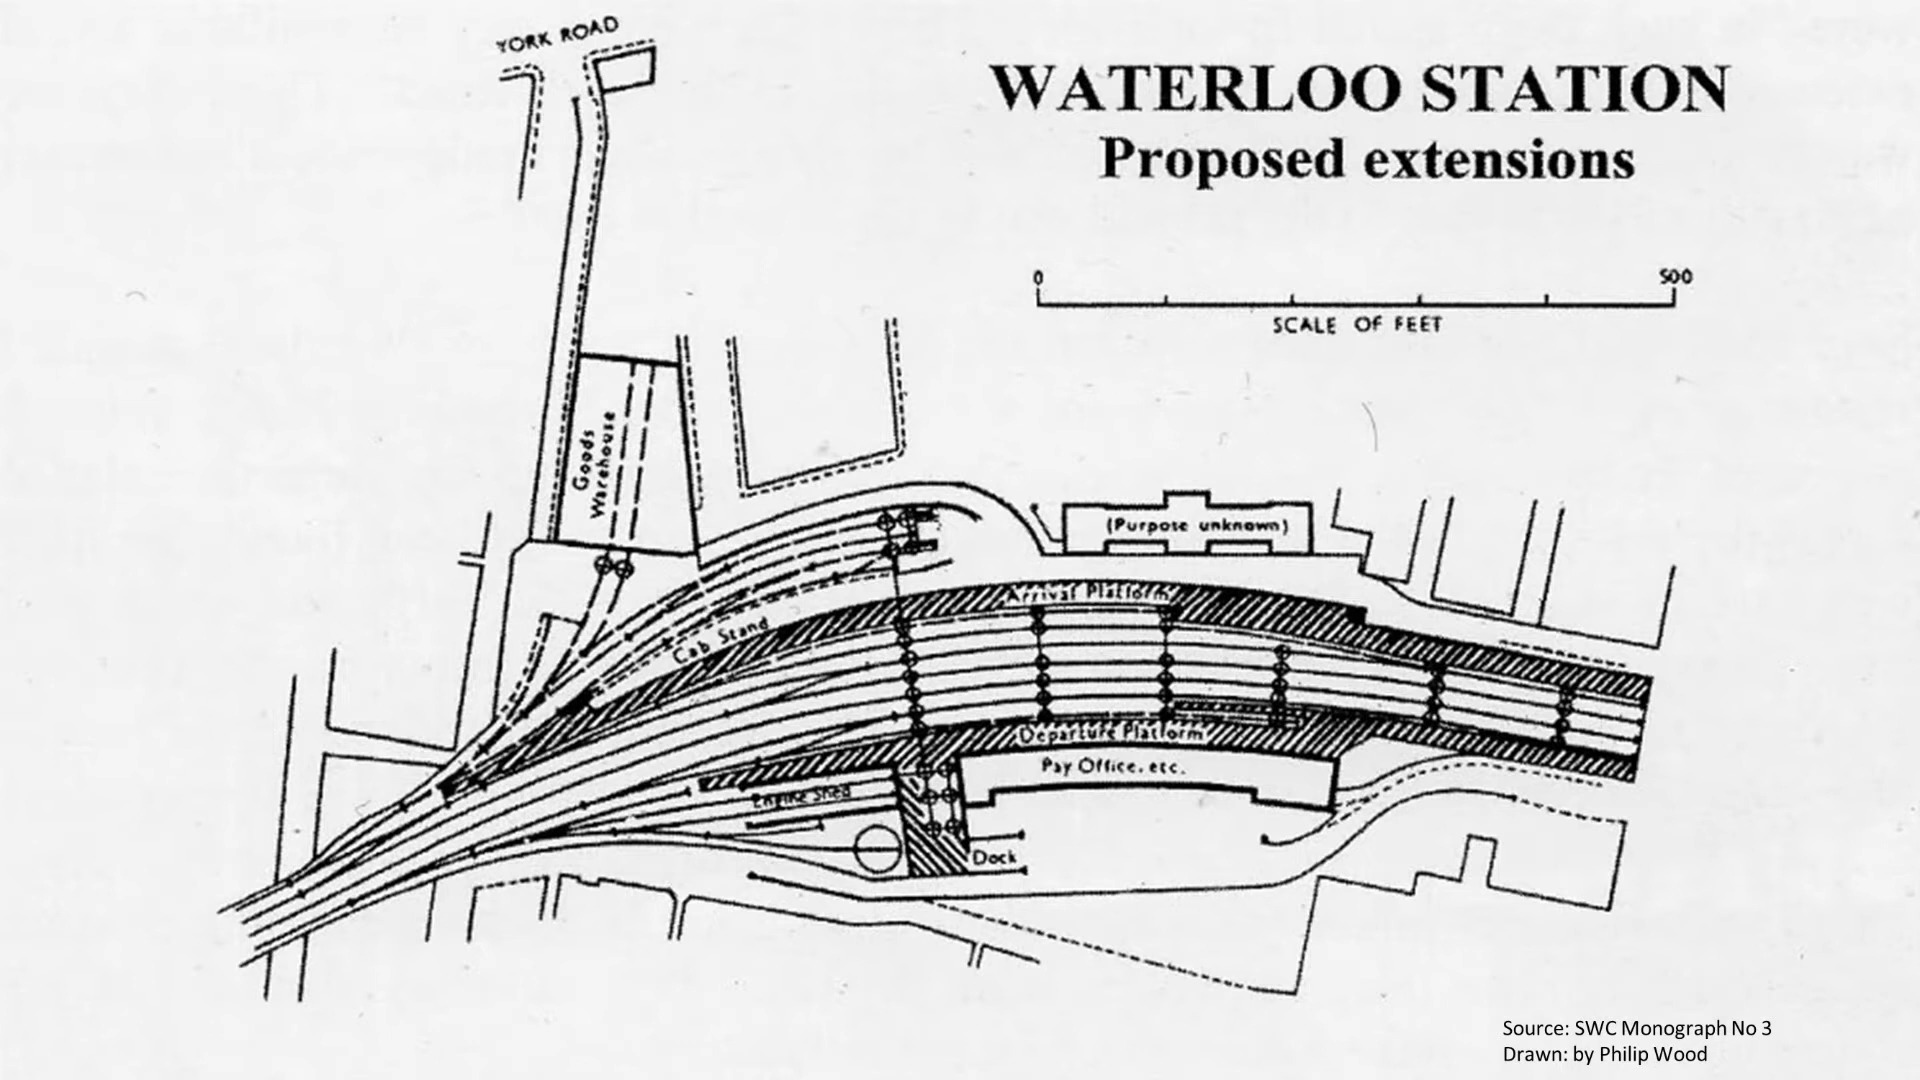 YORK ROAD
WATERLOO STATION
Proposed extensions
0 500
SCALE OF FEET
Goods
Warehouse
(Purpose unknown)
Arrival Platform
Cab Stand
Departure Platform
Pay Office. etc.
Engine Shed
Dock
Source: SWC Monograph No 3
Drawn: by Philip Wood